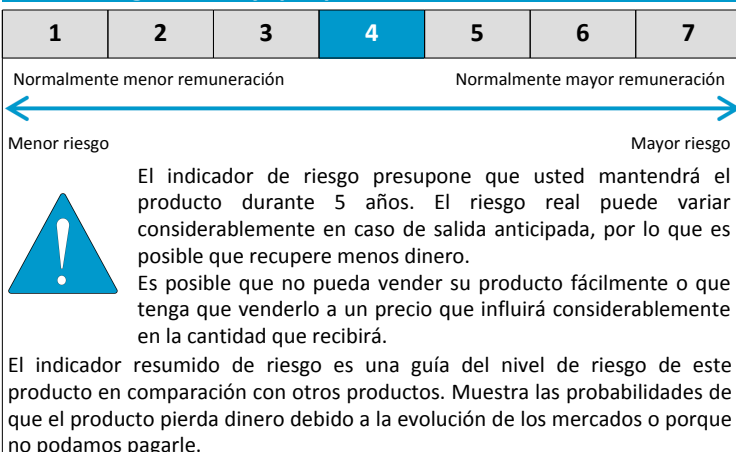 1 2 3 4 5 6 7
Normalmente menor remuneración Normalmente mayor remuneración
Menor riesgo Mayor riesgo
El indicador de riesgo presupone que usted mantendrá el
producto durante 5 años. El riesgo real puede variar
considerablemente en caso de salida anticipada, por lo que es
posible que recupere menos dinero.
Es posible que no pueda vender su producto fácilmente o que
tenga que venderlo a un precio que influirá considerablemente
en la cantidad que recibirá.
El indicador resumido de riesgo es una guía del nivel de riesgo de este
producto en comparación con otros productos. Muestra las probabilidades de
que el producto pierda dinero debido a la evolución de los mercados o porque
no podamos pagarle.